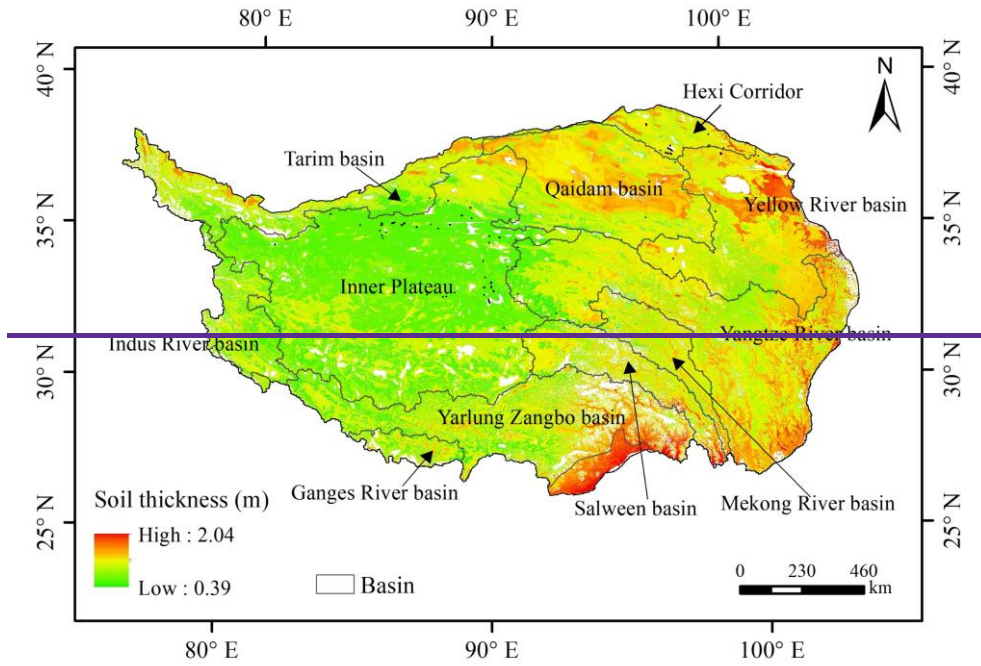 80° E 90° E 100° E
40° N
40° N
N
Hexi Corridor
Tarim basin
Qaidam basin
Yellow River basin
35° N
35° N
Inner Plateau
Yangtze River basin
Indus River basin
30° N
30° N
Yarlung Zangbo basin
Ganges River basin
Salween basin
Mekong River basin
25° N
25° N
Soil thickness (m)
High : 2.04
Low : 0.39
Basin
0 230 460
km
80° E 90° E 100° E